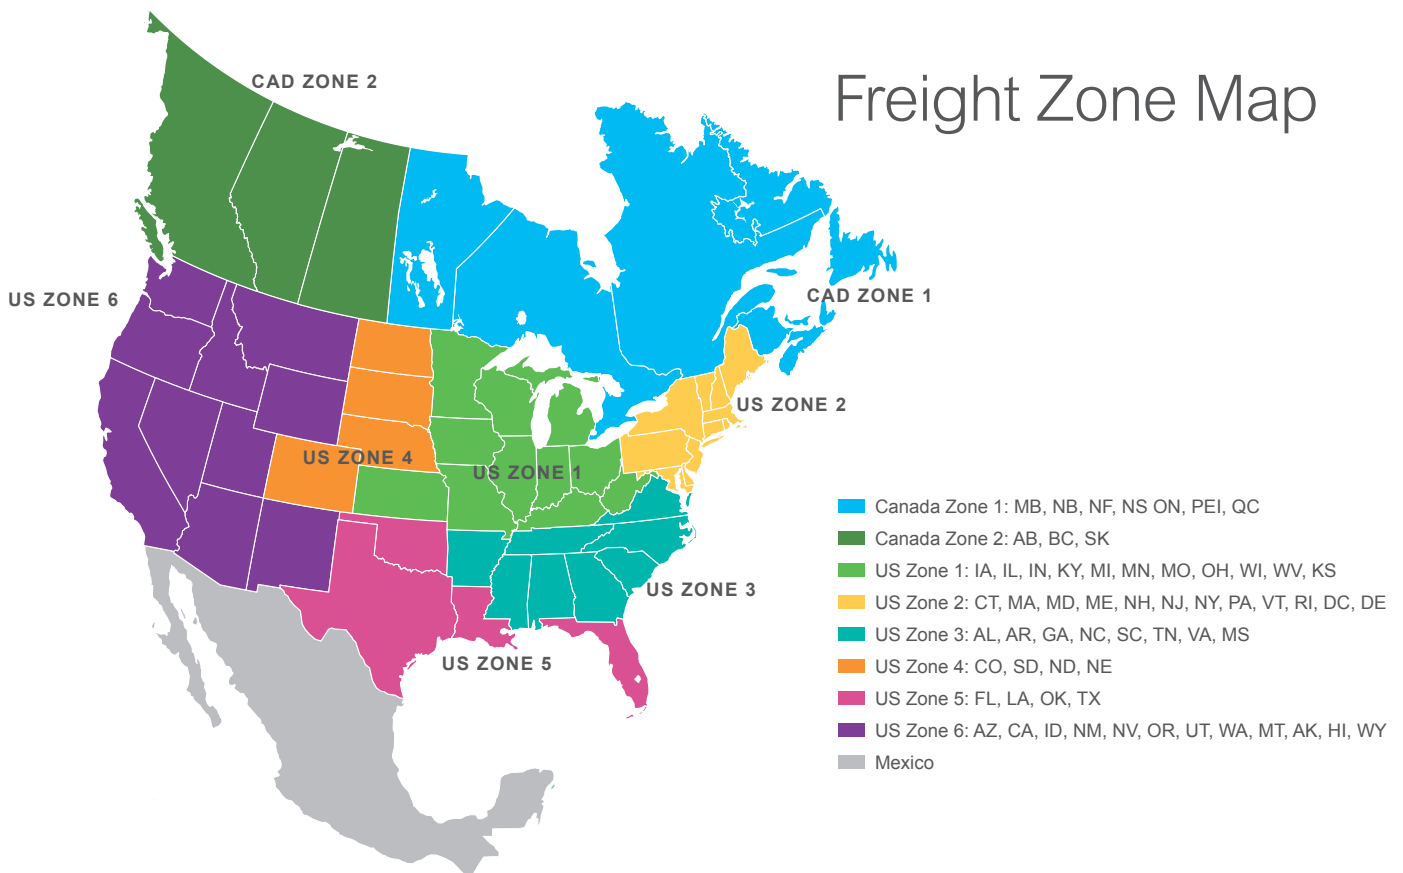 Freight Zone Map
CAD ZONE 2
US ZONE 6
CAD ZONE 1
US ZONE 2
US ZONE 4
US ZONE 1
US ZONE 3
US ZONE 5
Canada Zone 1: MB, NB, NF, NS ON, PEI, QC
Canada Zone 2: AB, BC, SK
US Zone 1: IA, IL, IN, KY, MI, MN, MO, OH, WI, WV, KS
US Zone 2: CT, MA, MD, ME, NH, NJ, NY, PA, VT, RI, DC, DE
US Zone 3: AL, AR, GA, NC, SC, TN, VA, MS
US Zone 4: CO, SD, ND, NE
US Zone 5: FL, LA, OK, TX
US Zone 6: AZ, CA, ID, NM, NV, OR, UT, WA, MT, AK, HI, WY
Mexico